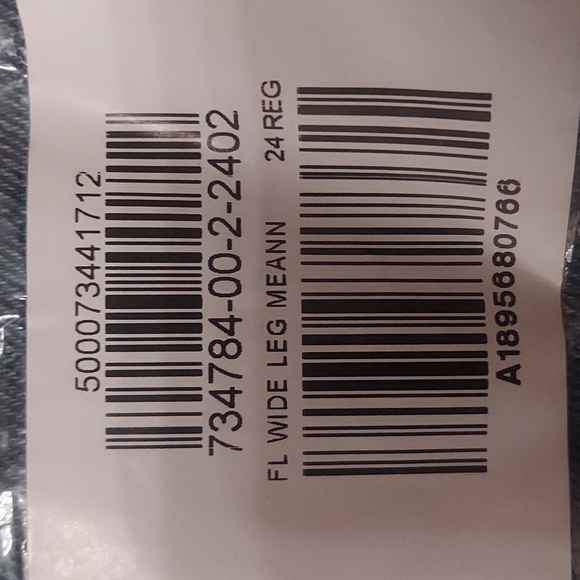 500073441712
734784-00-2-2402
FL WIDE LEG MEANN 24 REG
A1895680766